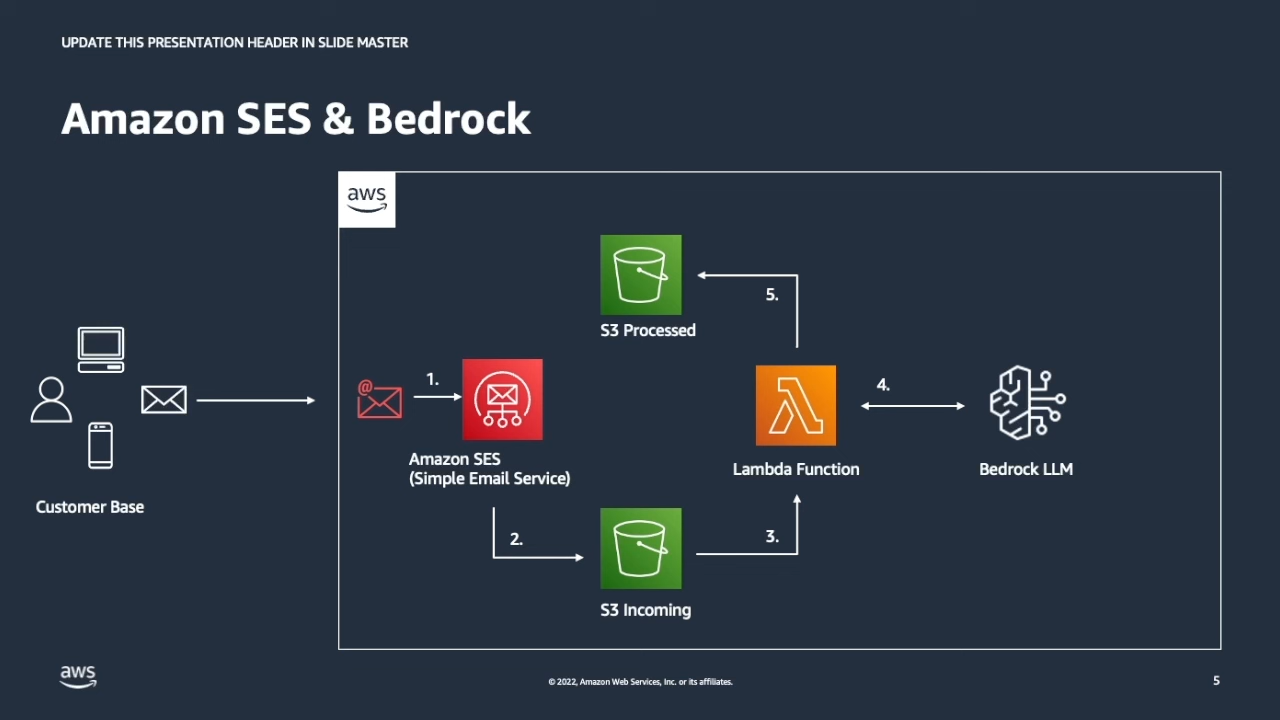 UPDATE THIS PRESENTATION HEADER IN SLIDE MASTER
Amazon SES & Bedrock
aws
S3 Processed
5.
1.
@
Amazon SES
(Simple Email Service)
4.
Lambda Function
Bedrock LLM
Customer Base
2.
3.
S3 Incoming
aws
© 2022, Amazon Web Services, Inc. or its affiliates.
5